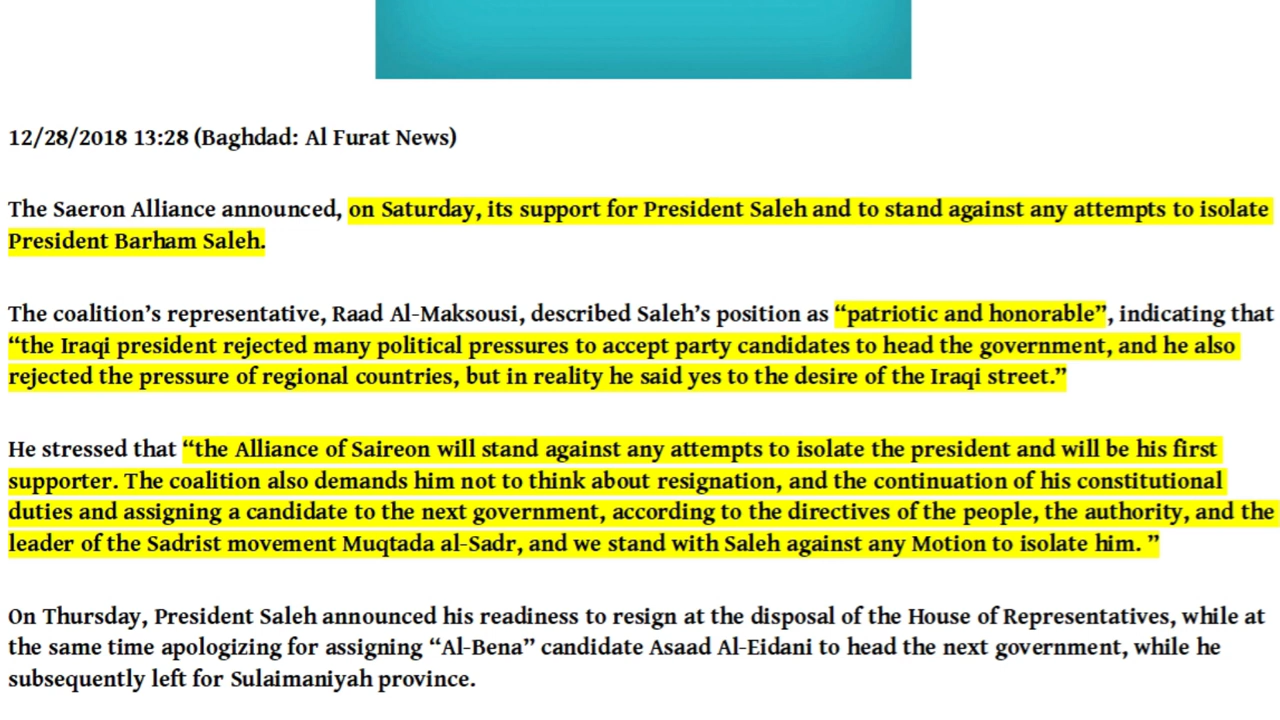 12/28/2018 13:28 (Baghdad: Al Furat News)
The Saeron Alliance announced, on Saturday, its support for President Saleh and to stand against any attempts to isolate
President Barham Saleh.
The coalition’s representative, Raad Al-Maksousi, described Saleh’s position as “patriotic and honorable”, indicating that
“the Iraqi president rejected many political pressures to accept party candidates to head the government, and he also
rejected the pressure of regional countries, but in reality he said yes to the desire of the Iraqi street.”
He stressed that “the Alliance of Saireon will stand against any attempts to isolate the president and will be his first
supporter. The coalition also demands him not to think about resignation, and the continuation of his constitutional
duties and assigning a candidate to the next government, according to the directives of the people, the authority, and the
leader of the Sadrist movement Muqtada al-Sadr, and we stand with Saleh against any Motion to isolate him. ”
On Thursday, President Saleh announced his readiness to resign at the disposal of the House of Representatives, while at
the same time apologizing for assigning “Al-Bena” candidate Asaad Al-Eidani to head the next government, while he
subsequently left for Sulaimaniyah province.